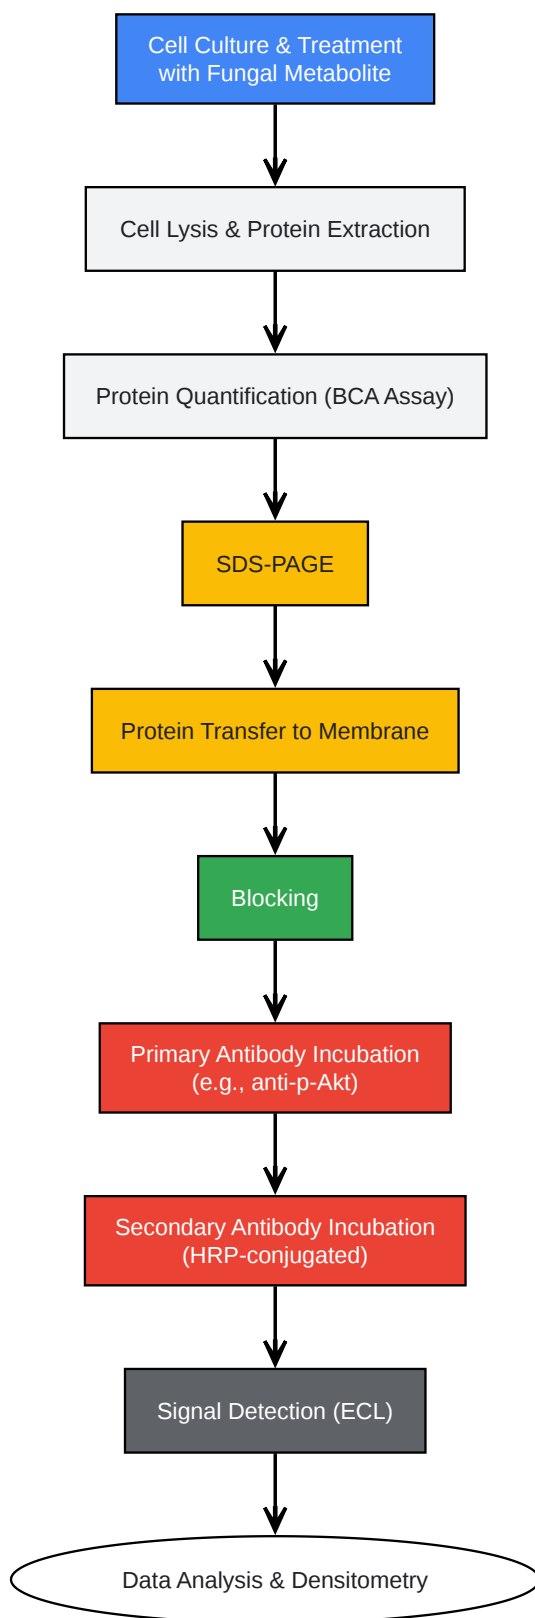 Cell Culture & Treatment
with Fungal Metabolite
Cell Lysis & Protein Extraction
Protein Quantification (BCA Assay)
SDS-PAGE
Protein Transfer to Membrane
Blocking
Primary Antibody Incubation
(e.g., anti-p-Akt)
Secondary Antibody Incubation
(HRP-conjugated)
Signal Detection (ECL)
Data Analysis & Densitometry